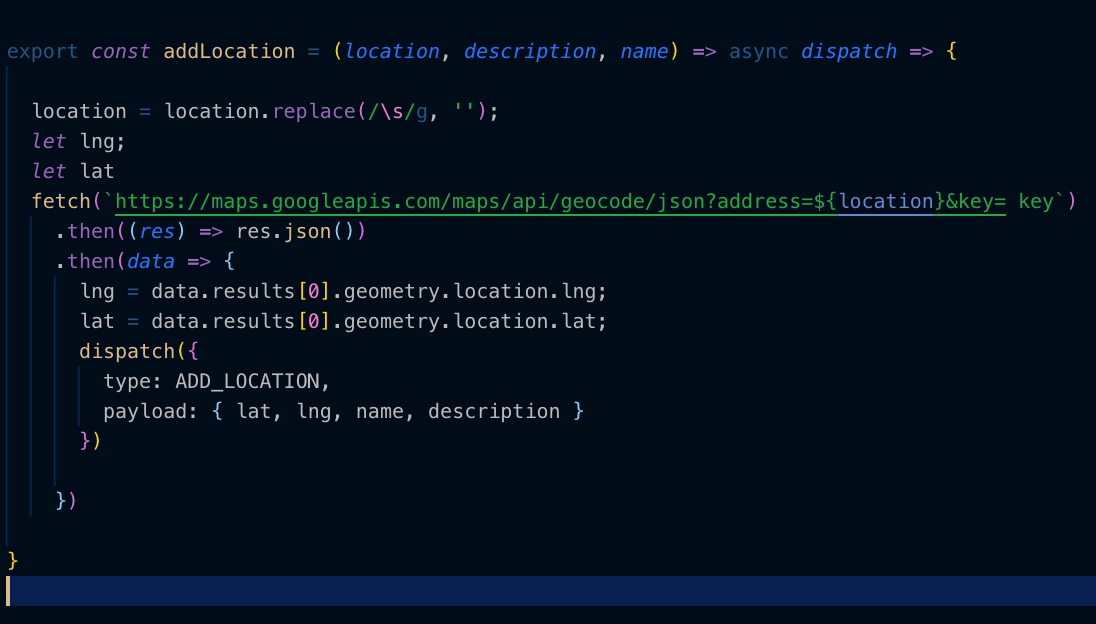 export const addLocation = (location, description, name) => async dispatch => {
location = location.replace(/\s/g, '');
let lng;
let lat
fetch(`https://maps.googleapis.com/maps/api/geocode/json?address=${location}&key= key`)
.then((res) => res.json())
.then(data => {
lng = data.results[0].geometry.location.lng;
lat = data.results[0].geometry.location.lat;
dispatch({
type: ADD_LOCATION,
payload: { lat, lng, name, description }
})
})
}